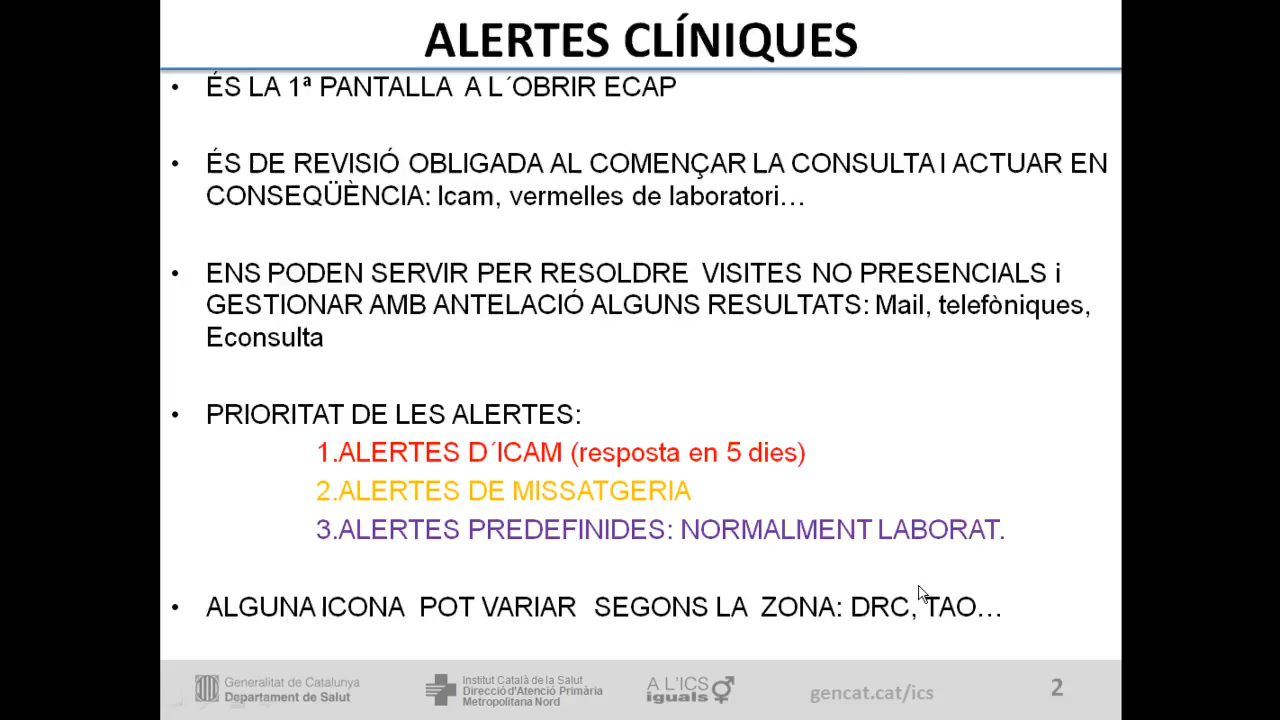 ALERTES CLÍNIQUES
• ÉS LA 1ª PANTALLA A L´OBRIR ECAP
• ÉS DE REVISIÓ OBLIGADA AL COMENÇAR LA CONSULTA I ACTUAR EN
CONSEQÜÈNCIA: Icam, vermelles de laboratori…
• ENS PODEN SERVIR PER RESOLDRE VISITES NO PRESENCIALS i
GESTIONAR AMB ANTELACIÓ ALGUNS RESULTATS: Mail, telefòniques,
Econsulta
• PRIORITAT DE LES ALERTES:
1.ALERTES D´ICAM (resposta en 5 dies)
2.ALERTES DE MISSATGERIA
3.ALERTES PREDEFINIDES: NORMALMENT LABORAT.
• ALGUNA ICONA POT VARIAR SEGONS LA ZONA: DRC, TAO…
Generalitat de Catalunya
Departament de Salut
Institut Català de la Salut
Direcció d'Atenció Primària
Metropolitana Nord
A L'ICS
iguals
gencat.cat/ics
2